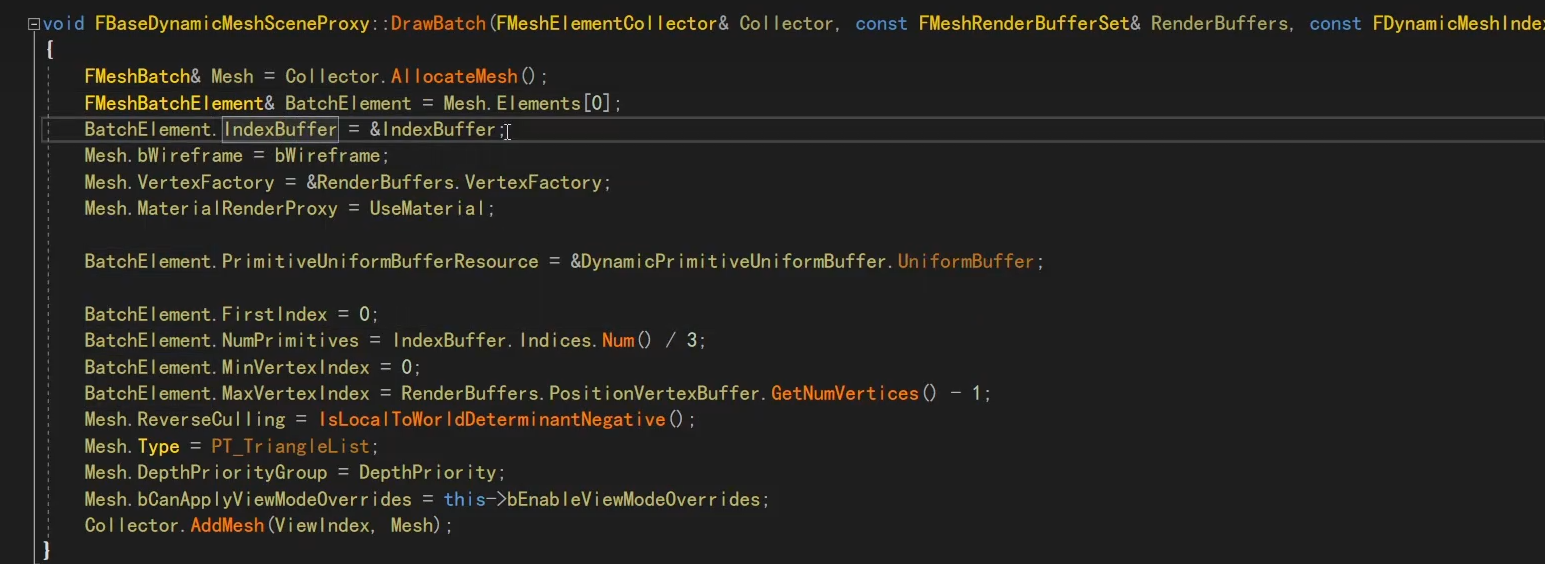 void FBaseDynamicMeshSceneProxy::DrawBatch(FMeshElementCollector& Collector, const FMeshRenderBufferSet& RenderBuffers, const FDynamicMeshInde
{
FMeshBatch& Mesh = Collector.AllocateMesh();
FMeshBatchElement& BatchElement = Mesh.Elements[0];
BatchElement.IndexBuffer = &IndexBuffer;
Mesh.bWireframe = bWireframe;
Mesh.VertexFactory = &RenderBuffers.VertexFactory;
Mesh.MaterialRenderProxy = UseMaterial;
BatchElement.PrimitiveUniformBufferResource = &DynamicPrimitiveUniformBuffer.UniformBuffer;
BatchElement.FirstIndex = 0;
BatchElement.NumPrimitives = IndexBuffer.Indices.Num() / 3;
BatchElement.MinVertexIndex = 0;
BatchElement.MaxVertexIndex = RenderBuffers.PositionVertexBuffer.GetNumVertices() - 1;
Mesh.ReverseCulling = IsLocalToWorldDeterminantNegative();
Mesh.Type = PT_TriangleList;
Mesh.DepthPriorityGroup = DepthPriority;
Mesh.bCanApplyViewModeOverrides = this->bEnableViewModeOverrides;
Collector.AddMesh(ViewIndex, Mesh);
}